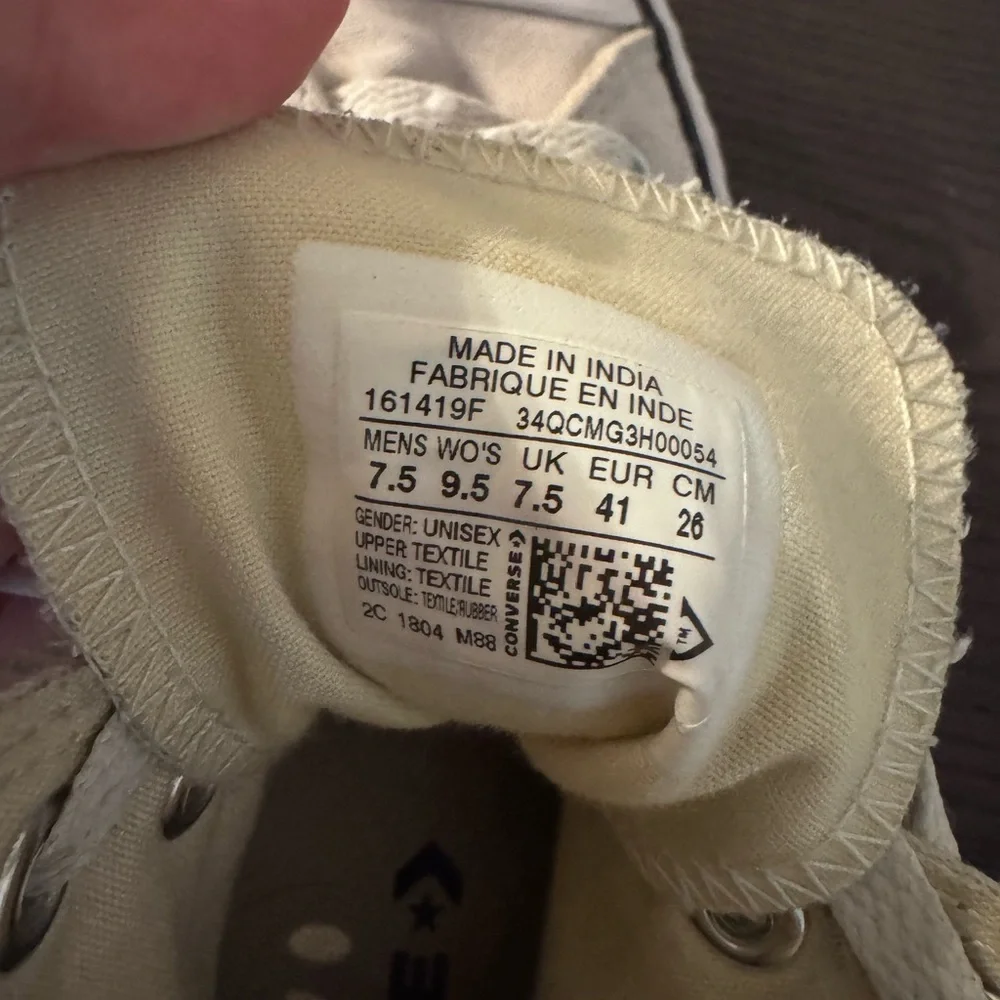 MADE IN INDIA
FABRIQUE EN INDE
161419F 34QCMG3H00054
MENS WO'S UK EUR CM
7.5 9.5 7.5 41 26
GENDER: UNISEX
UPPER TEXTILE
LINING: TEXTILE
OUTSOLE: TEXTILE/RUBBER
2C 1804 M88
CONVERSE
TM